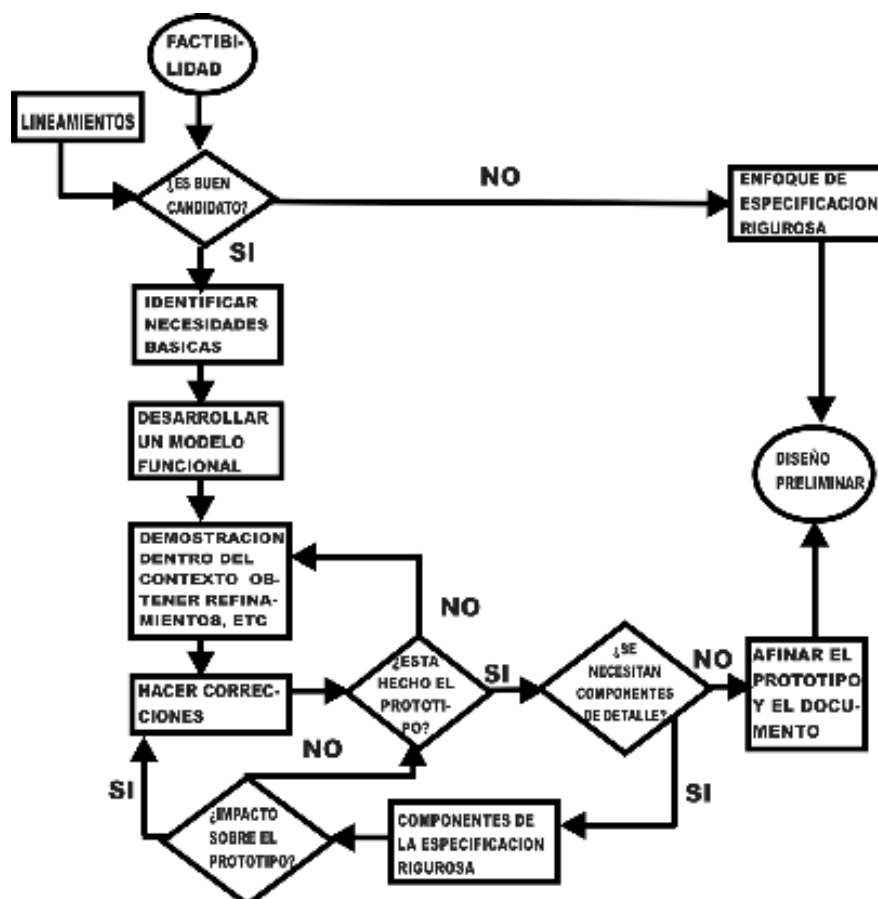 FACTIBI-
LIDAD
LINEAMIENTOS
¿ES BUEN
CANDIDATO?
NO
ENFOQUE DE
ESPECIFICACION
RIGUROSA
SI
IDENTIFICAR
NECESIDADES
BASICAS
DESARROLLAR
UN MODELO
FUNCIONAL
DISEÑO
PRELIMINAR
DEMOSTRACION
DENTRO DEL
CONTEXTO OB-
TENER REFINA-
MIENTOS, ETC
NO
HACER CORREC-
CIONES
¿ESTA
HECHO EL
PROTOTI-
PO?
SI
¿SE
NECESITAN
COMPONENTES
DE DETALLE?
NO
AFINAR EL
PROTOTIPO
Y EL DOCU-
MENTO
NO
SI
SI
¿IMPACTO
SOBRE EL
PROTOTIPO?
COMPONENTES DE
LA ESPECIFICACION
RIGUROSA